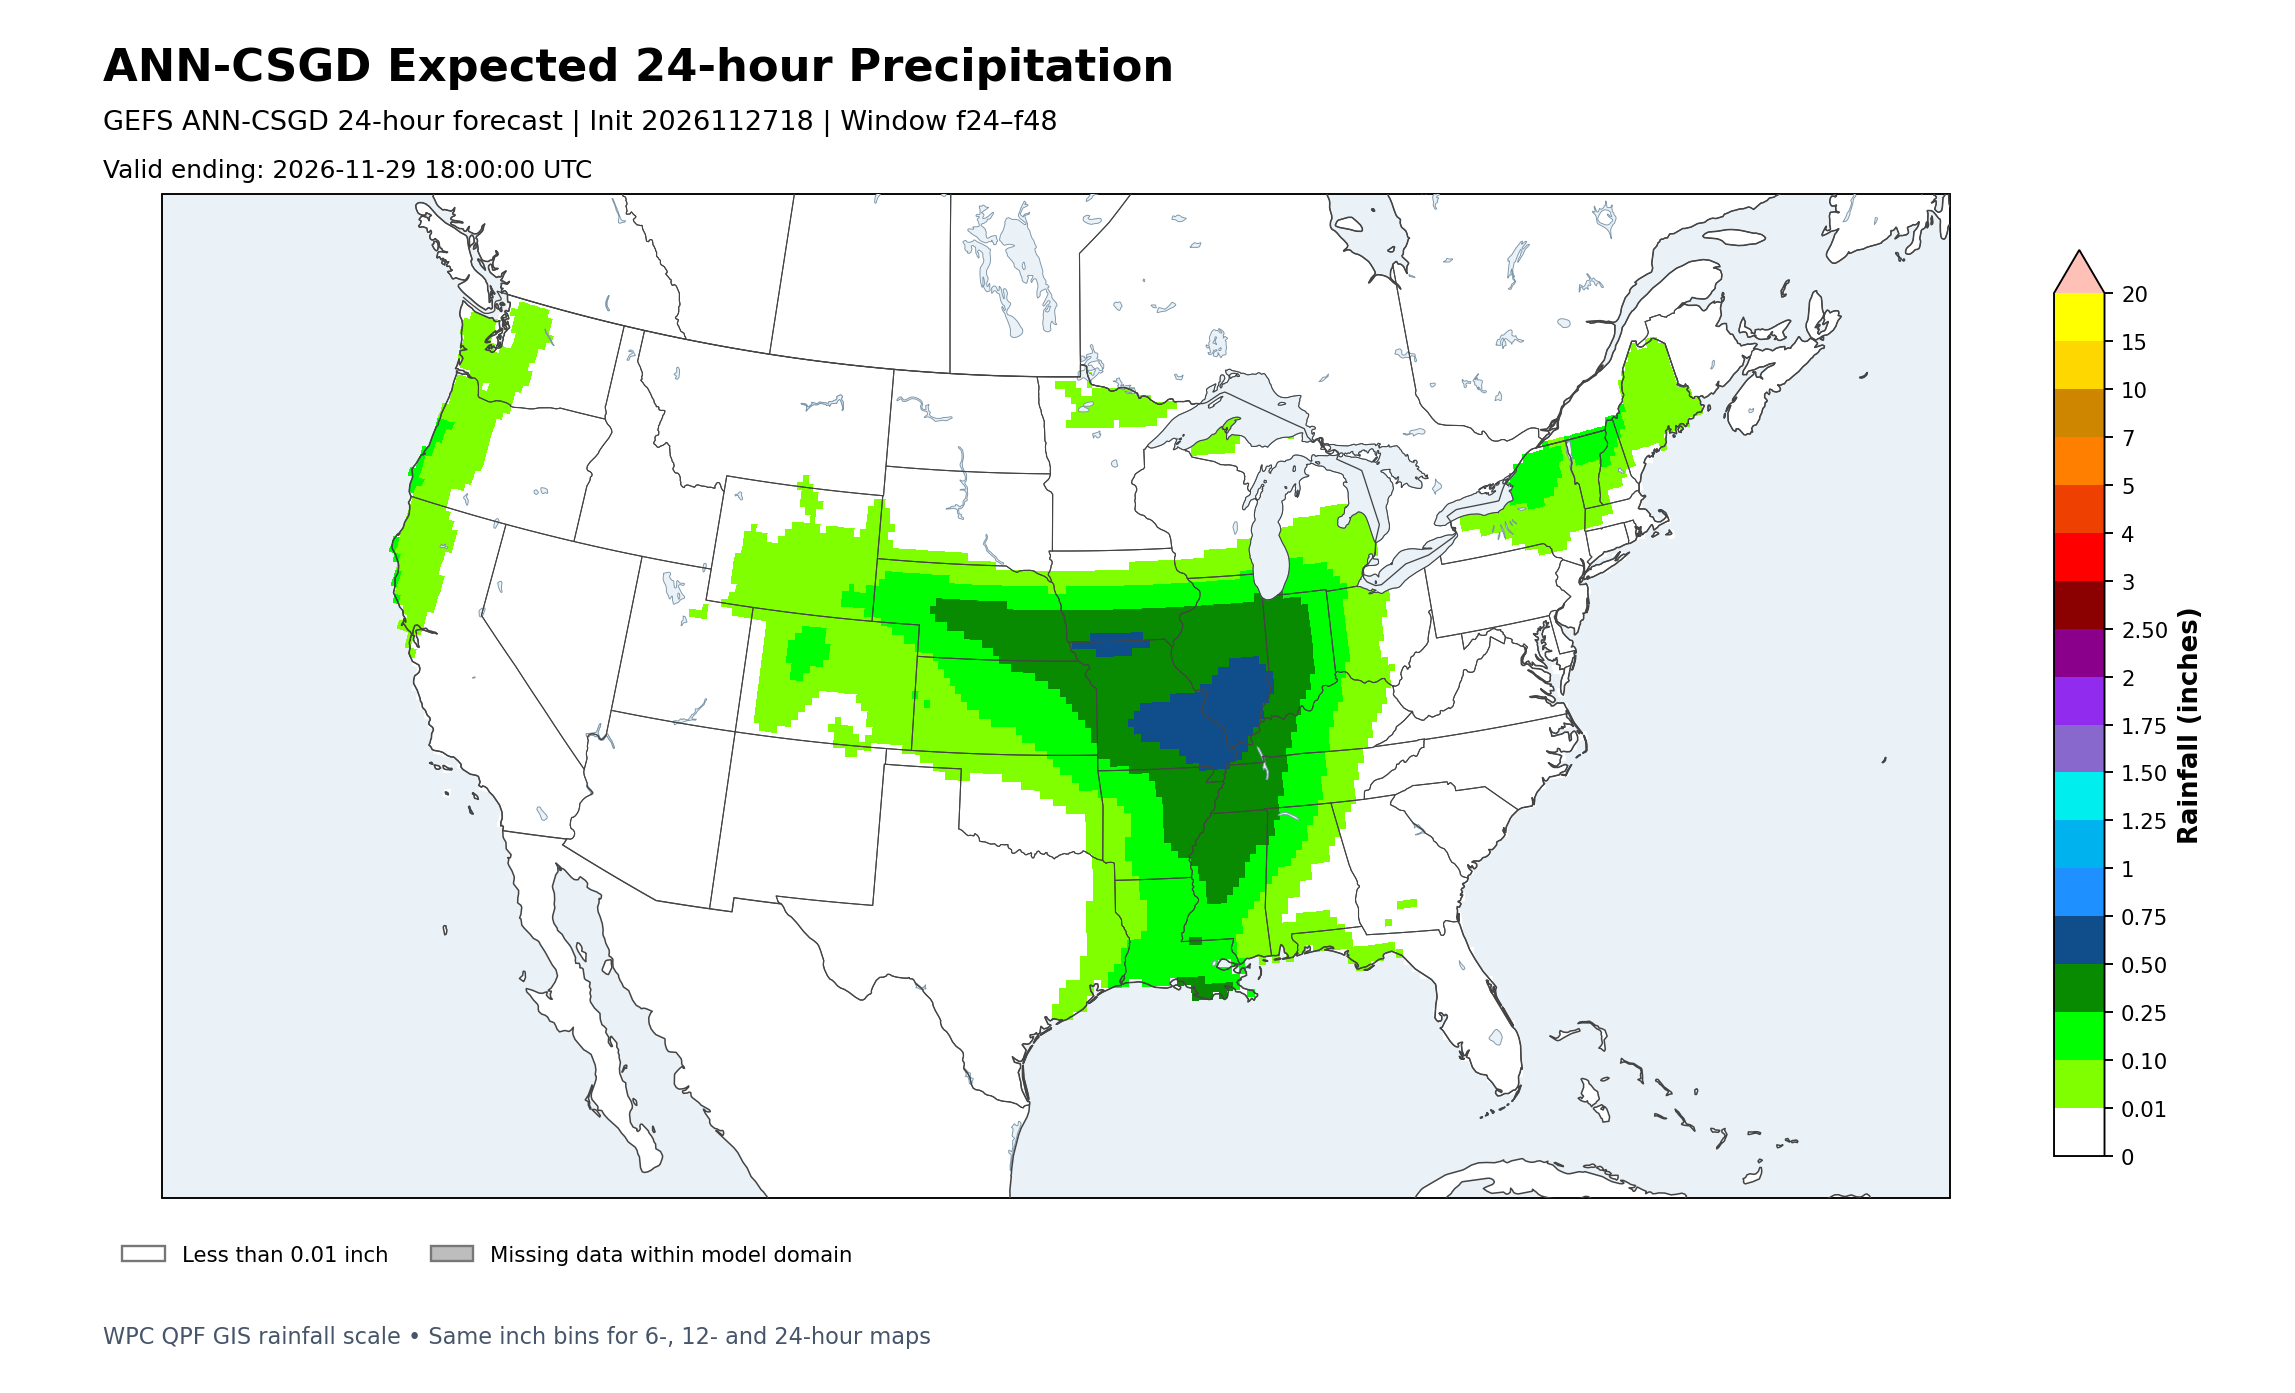 ANN-CSGD Expected 24-hour Precipitation
GEFS ANN-CSGD 24-hour forecast | Init 2026112718 | Window f24–f48
Valid ending: 2026-11-29 18:00:00 UTC
20
15
10
7
5
4
3
2.50
2
1.75
1.50
1.25
1
0.75
0.50
0.25
0.10
0.01
0
Rainfall (inches)
Less than 0.01 inch
Missing data within model domain
WPC QPF GIS rainfall scale • Same inch bins for 6-, 12- and 24-hour maps